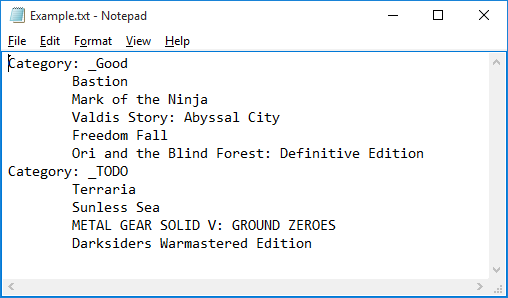 Example.txt - Notepad
File Edit Format View Help
Category: _Good
Bastion
Mark of the Ninja
Valdis Story: Abyssal City
Freedom Fall
Ori and the Blind Forest: Definitive Edition
Category: _TODO
Terraria
Sunless Sea
METAL GEAR SOLID V: GROUND ZEROES
Darksiders Warmastered Edition